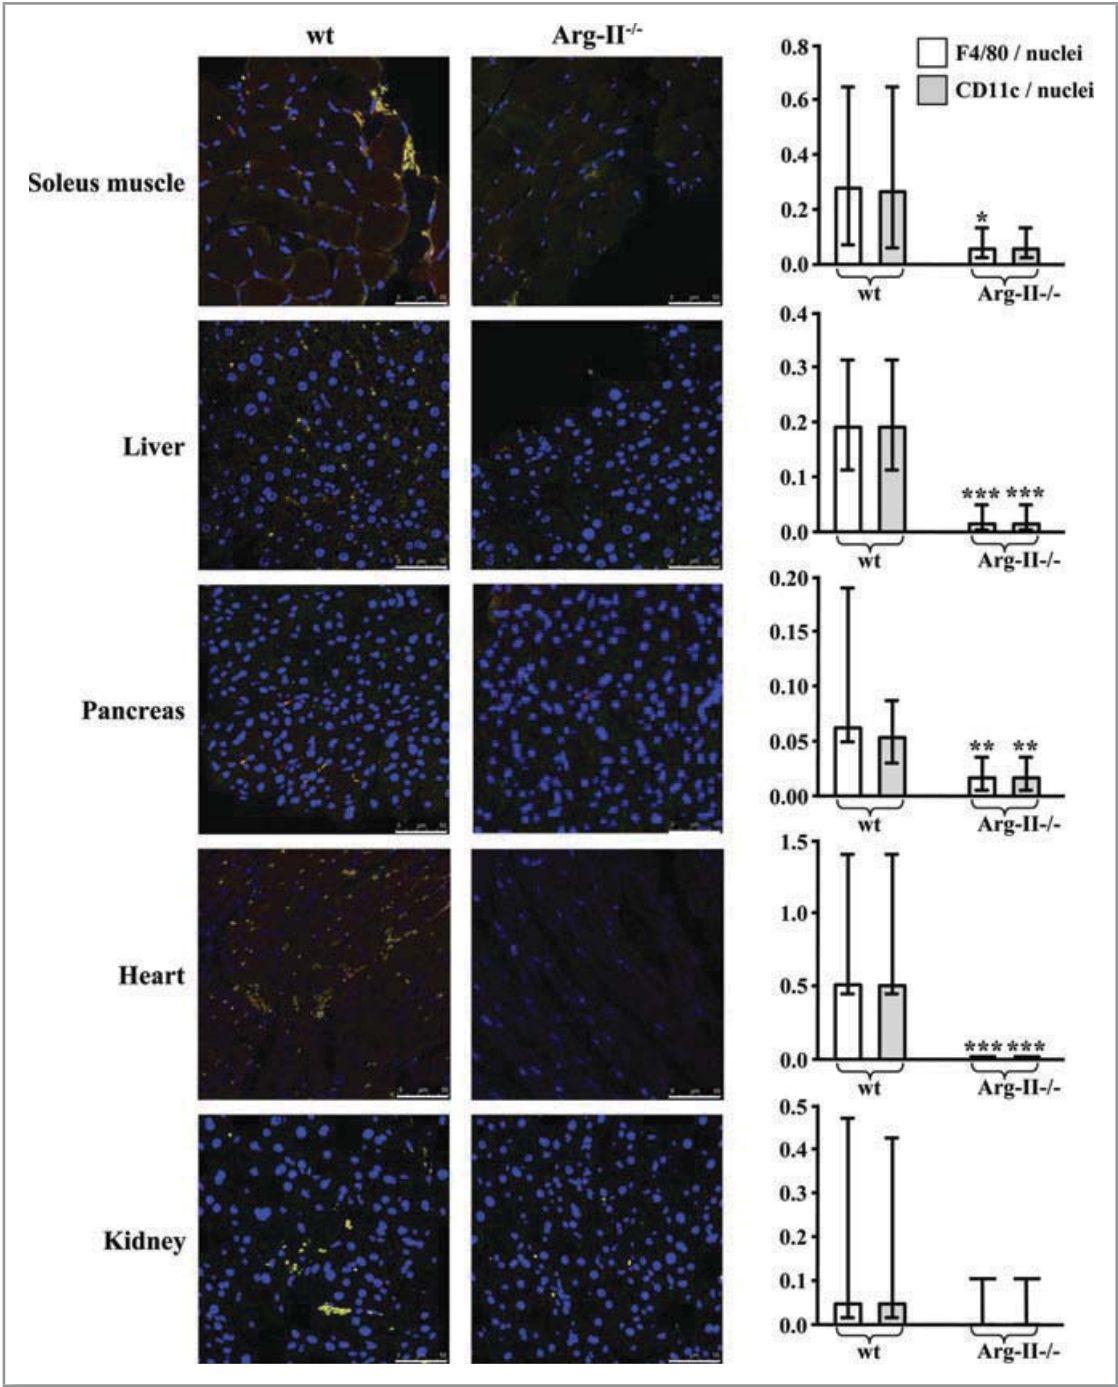 wt
Arg-II-/-
F4/80 / nuclei
CD11c / nuclei
Soleus muscle
0.8
0.6
0.4
0.2
0.0
*
wt
Arg-II-/-
Liver
0.4
0.3
0.2
0.1
0.0
*** ***
wt
Arg-II-/-
Pancreas
0.20
0.15
0.10
0.05
0.00
** **
wt
Arg-II-/-
Heart
1.5
1.0
0.5
0.0
*** ***
wt
Arg-II-/-
Kidney
0.5
0.4
0.3
0.2
0.1
0.0
wt
Arg-II-/-